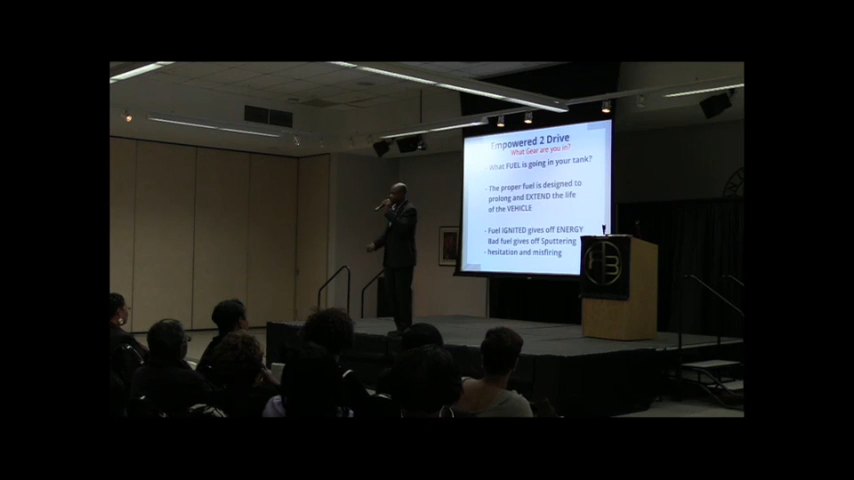 Empowered 2 Drive
What Gear are you in?
What FUEL is going in your tank?
- The proper fuel is designed to
prolong and EXTEND the life
of the VEHICLE
- Fuel IGNITED gives off ENERGY
Bad fuel gives off Sputtering
- hesitation and misfiring